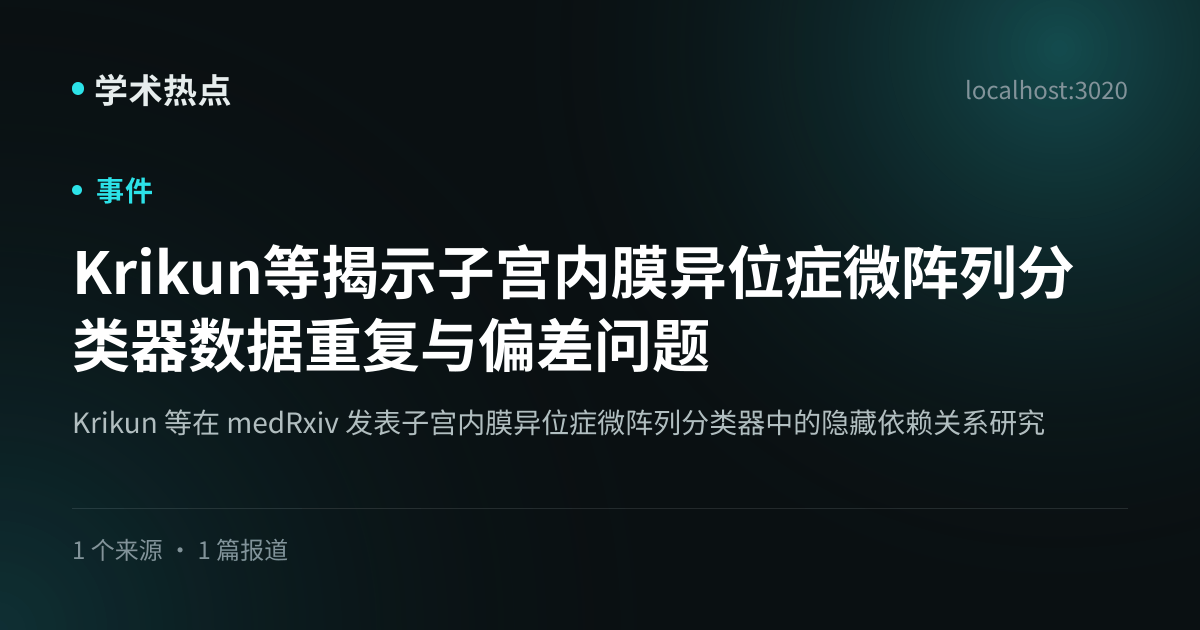 学术热点
localhost:3020
事件
Krikun等揭示子宫内膜异位症微阵列分
类器数据重复与偏差问题
Krikun 等在 medRxiv 发表子宫内膜异位症微阵列分类器中的隐藏依赖关系研究
1 个来源 · 1 篇报道